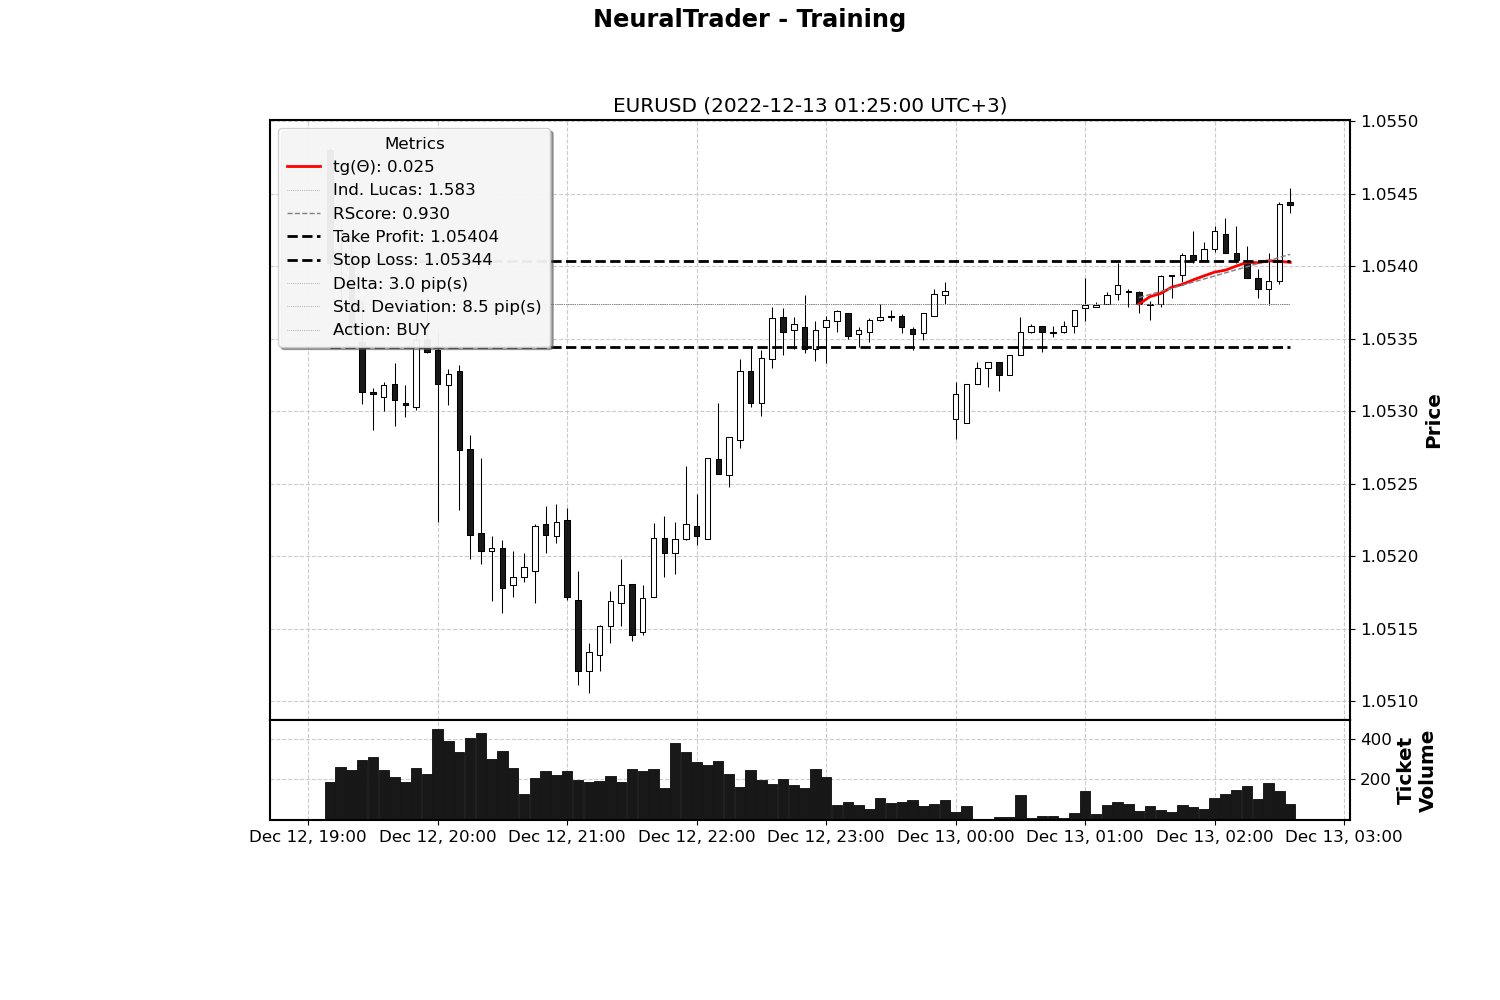 NeuralTrader - Training
EURUSD (2022-12-13 01:25:00 UTC+3)
Metrics
tg(Θ): 0.025
Ind. Lucas: 1.583
RScore: 0.930
Take Profit: 1.05404
Stop Loss: 1.05344
Delta: 3.0 pip(s)
Std. Deviation: 8.5 pip(s)
Action: BUY
1.0550
1.0545
1.0540
1.0535
1.0530
1.0525
1.0520
1.0515
1.0510
Price
400
200
Ticket
Volume
Dec 12, 19:00
Dec 12, 20:00
Dec 12, 21:00
Dec 12, 22:00
Dec 12, 23:00
Dec 13, 00:00
Dec 13, 01:00
Dec 13, 02:00
Dec 13, 03:00